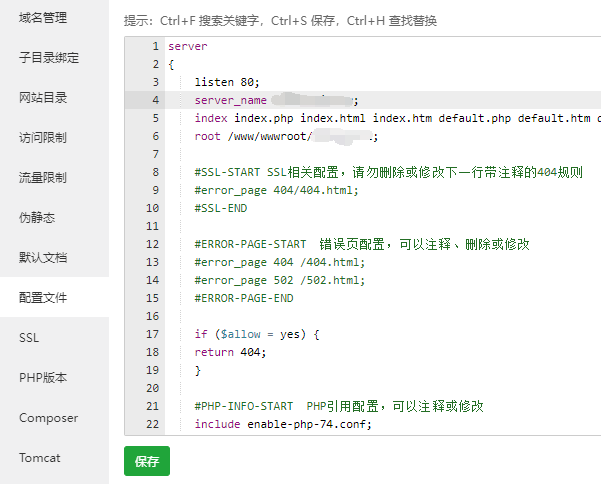 域名管理
子目录绑定
网站目录
访问限制
流量限制
伪静态
默认文档
配置文件
SSL
PHP版本
Composer
Tomcat
提示：Ctrl+F 搜索关键字，Ctrl+S 保存，Ctrl+H 查找替换
1 server
2 {
3 listen 80;
4 server_name ;
5 index index.php index.html index.htm default.php default.htm
6 root /www/wwwroot/ ;
7
8 #SSL-START SSL相关配置，请勿删除或修改下一行带注释的404规则
9 #error_page 404/404.html;
10 #SSL-END
11
12 #ERROR-PAGE-START 错误页配置，可以注释、删除或修改
13 #error_page 404 /404.html;
14 #error_page 502 /502.html;
15 #ERROR-PAGE-END
16
17 if ($allow = yes) {
18 return 404;
19 }
20
21 #PHP-INFO-START PHP引用配置，可以注释或修改
22 include enable-php-74.conf;
保存